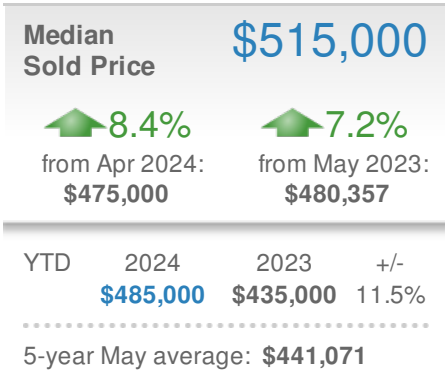 Median
Sold Price
$515,000
8.4%
from Apr 2024:
$475,000
7.2%
from May 2023:
$480,357
YTD 2024 2023 +/-
$485,000 $435,000 11.5%
5-year May average: $441,071